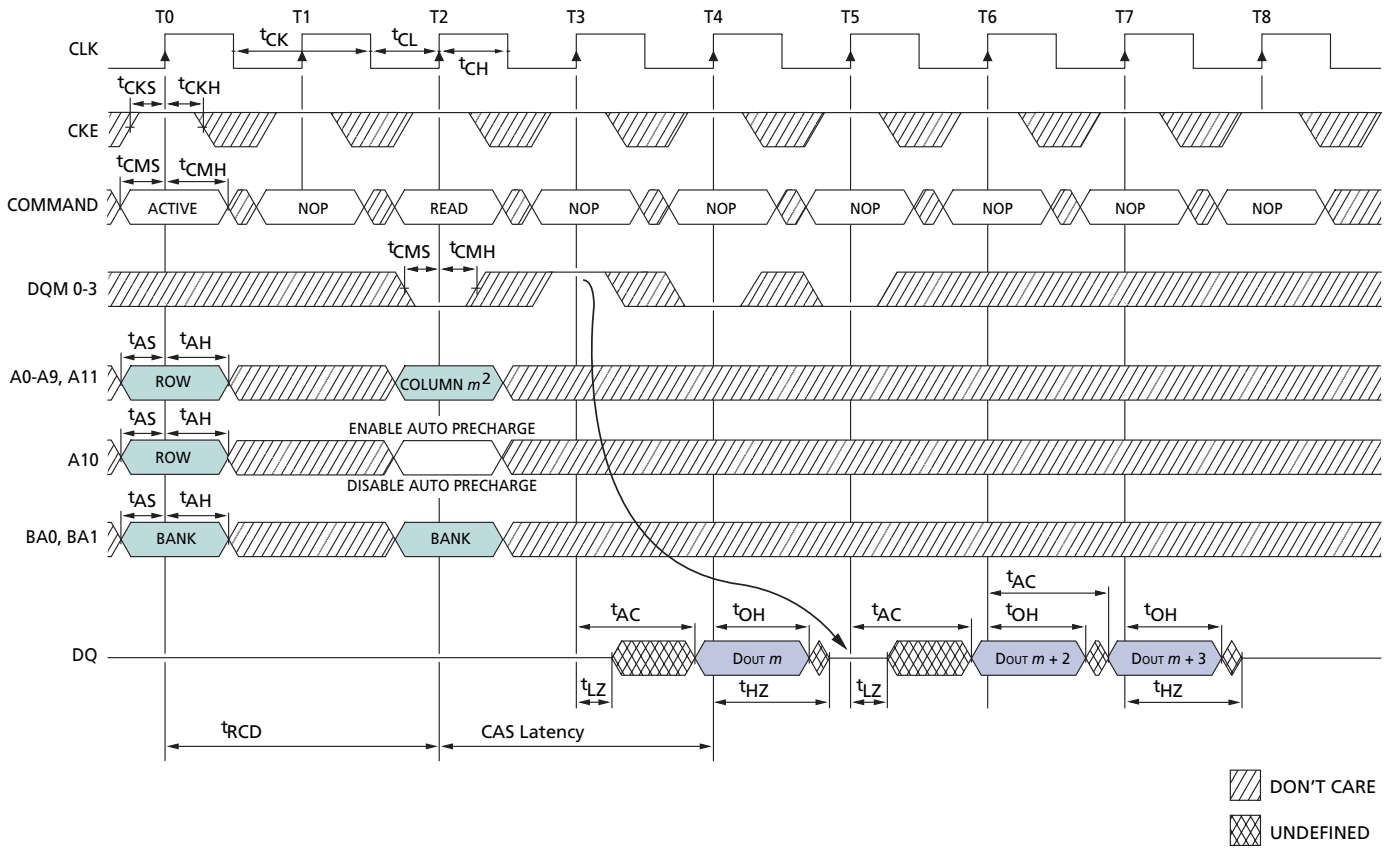 T0 T1 T2 T3 T4 T5 T6 T7 T8
CLK
tCK tCL
tCH
tCKS tCKH
CKE
tCMS tCMH
COMMAND ACTIVE NOP READ NOP NOP NOP NOP NOP NOP
tCMS tCMH
DQM 0-3
tAS tAH
A0-A9, A11 ROW COLUMN m2
tAS tAH ENABLE AUTO PRECHARGE
A10 ROW
DISABLE AUTO PRECHARGE
tAS tAH
BA0, BA1 BANK BANK
tAC
tAC tOH tAC tOH tOH
DQ DOUT m DOUT m + 2 DOUT m + 3
tLZ tHZ tLZ tHZ
tRCD CAS Latency
DON'T CARE
UNDEFINED